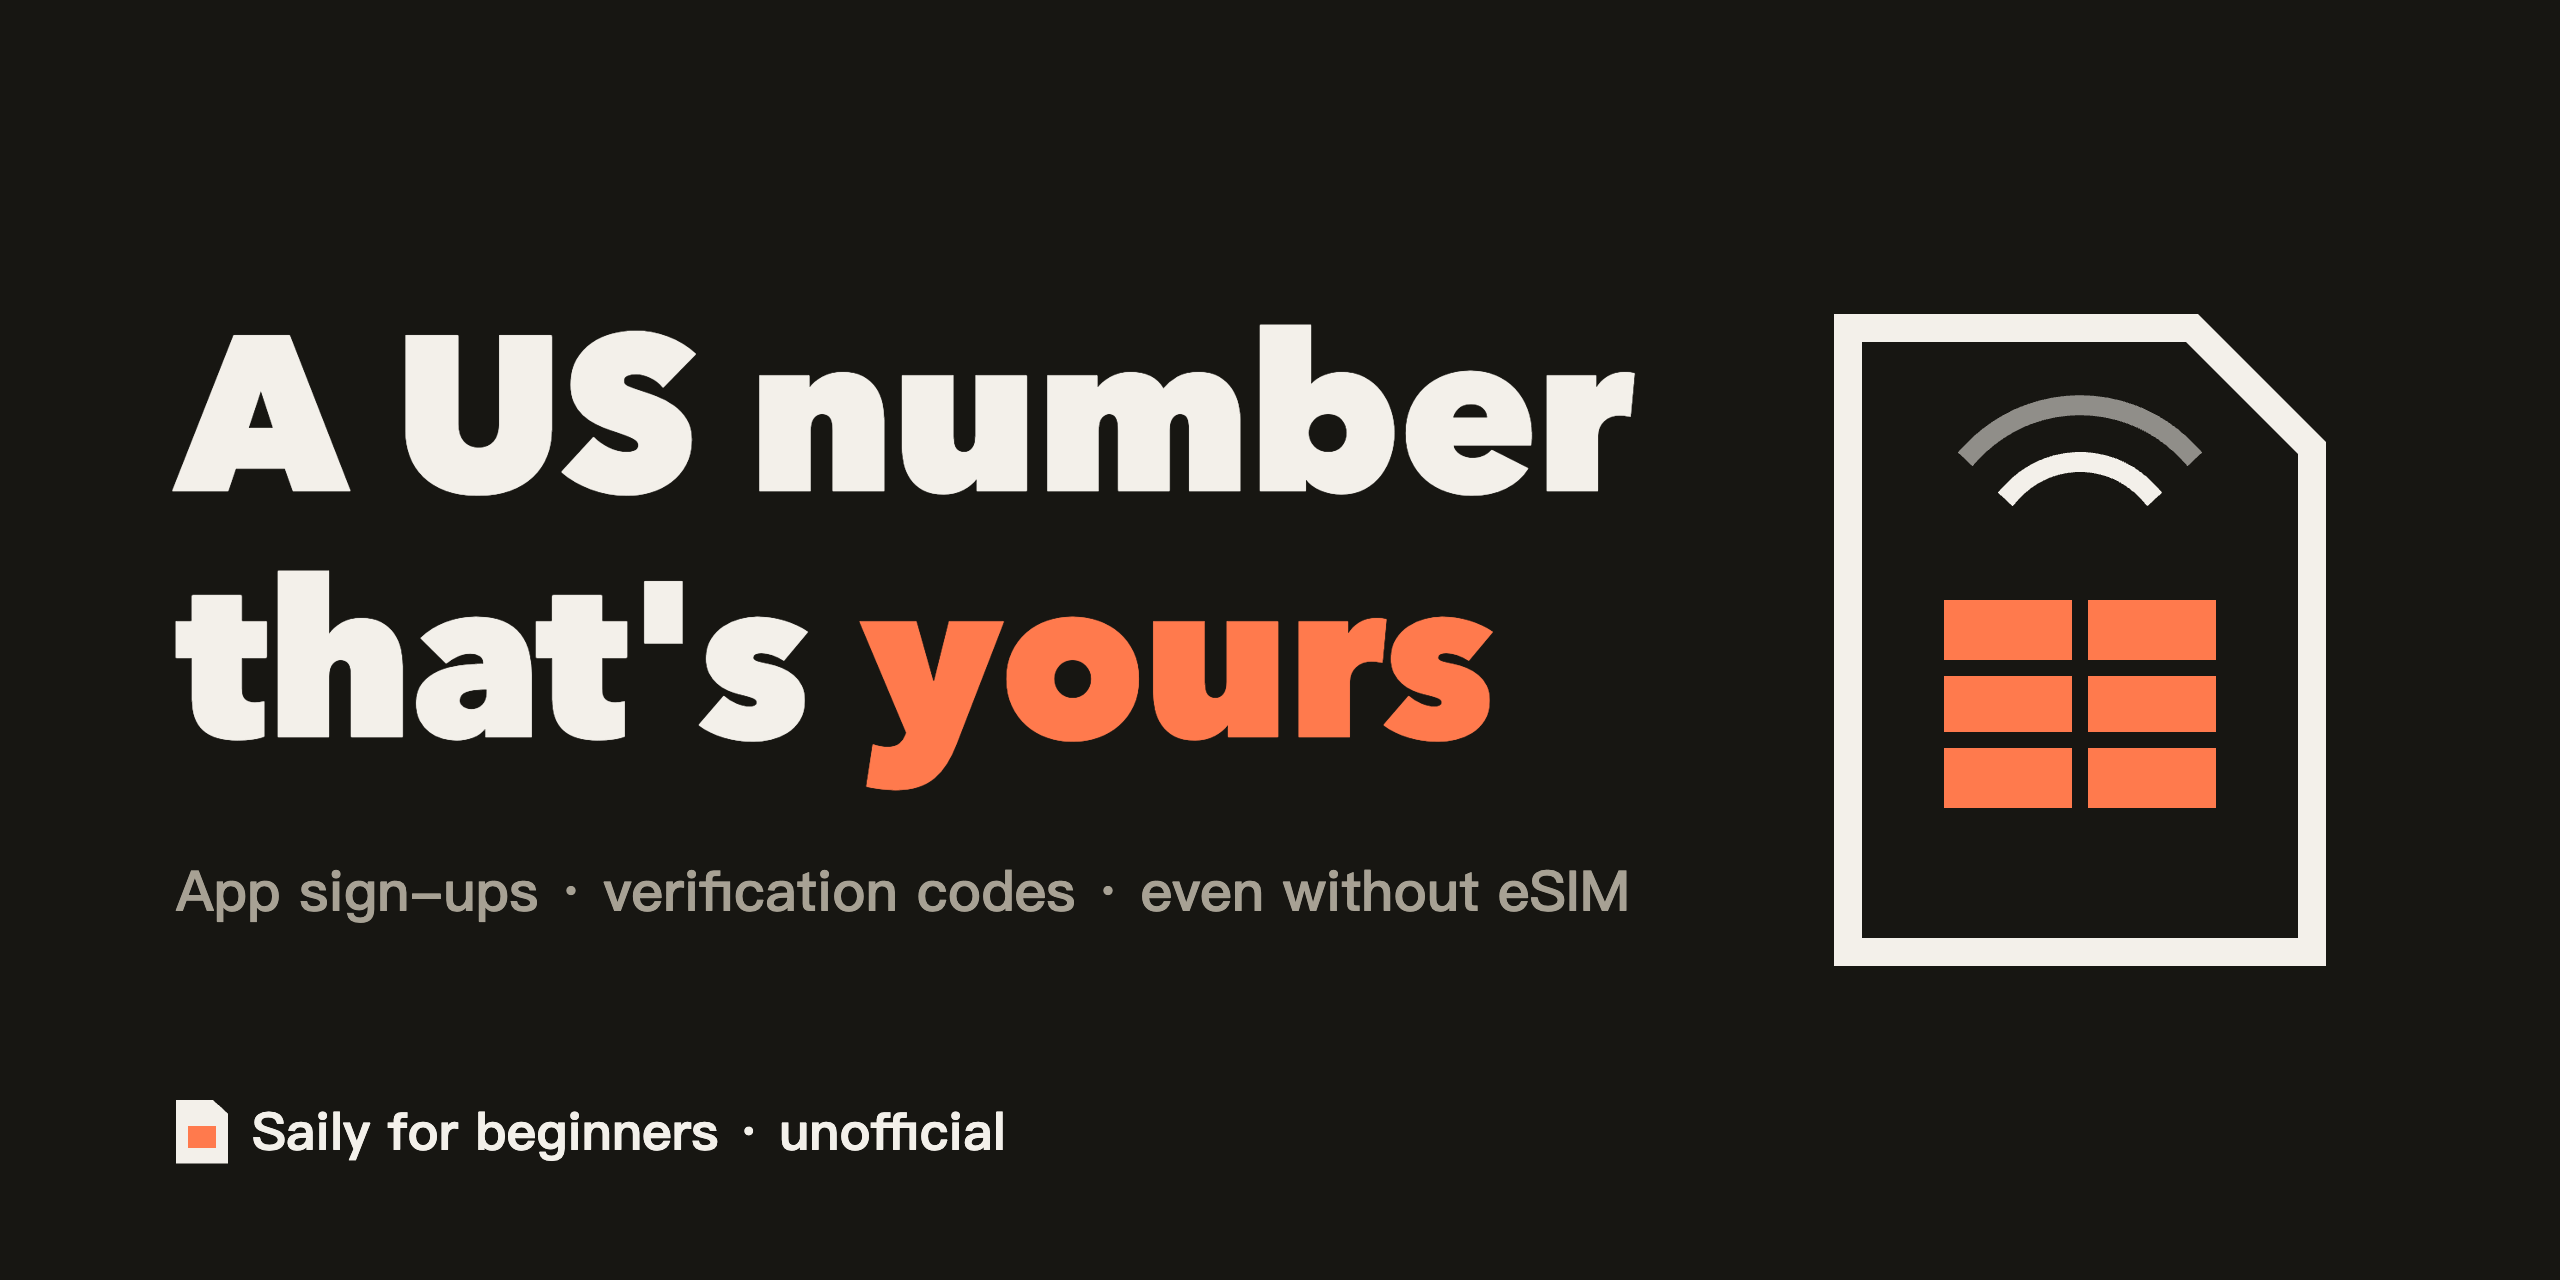 A US number
that's yours
App sign-ups · verification codes · even without eSIM
Saily for beginners · unofficial